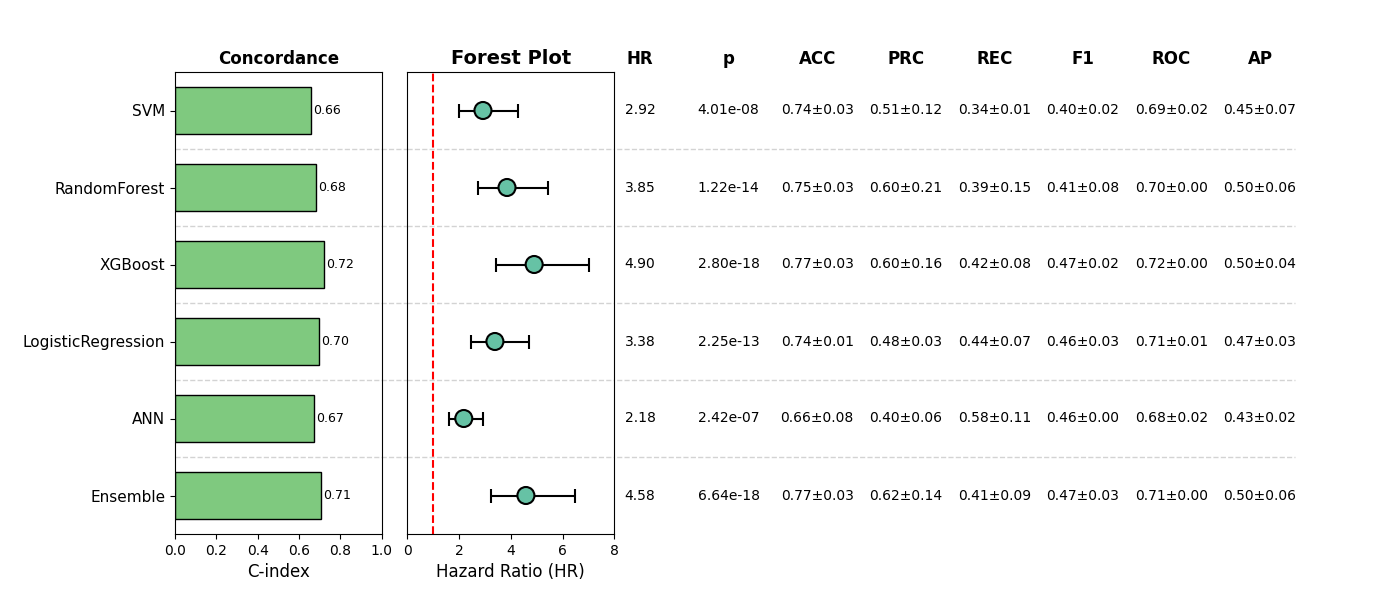 Concordance Forest Plot HR p ACC PRC REC F1 ROC AP
SVM 0.66 2.92 4.01e-08 0.74±0.03 0.51±0.12 0.34±0.01 0.40±0.02 0.69±0.02 0.45±0.07
RandomForest 0.68 3.85 1.22e-14 0.75±0.03 0.60±0.21 0.39±0.15 0.41±0.08 0.70±0.00 0.50±0.06
XGBoost 0.72 4.90 2.80e-18 0.77±0.03 0.60±0.16 0.42±0.08 0.47±0.02 0.72±0.00 0.50±0.04
LogisticRegression 0.70 3.38 2.25e-13 0.74±0.01 0.48±0.03 0.44±0.07 0.46±0.03 0.71±0.01 0.47±0.03
ANN 0.67 2.18 2.42e-07 0.66±0.08 0.40±0.06 0.58±0.11 0.46±0.00 0.68±0.02 0.43±0.02
Ensemble 0.71 4.58 6.64e-18 0.77±0.03 0.62±0.14 0.41±0.09 0.47±0.03 0.71±0.00 0.50±0.06
0.0 0.2 0.4 0.6 0.8 1.0 0 2 4 6 8
C-index Hazard Ratio (HR)